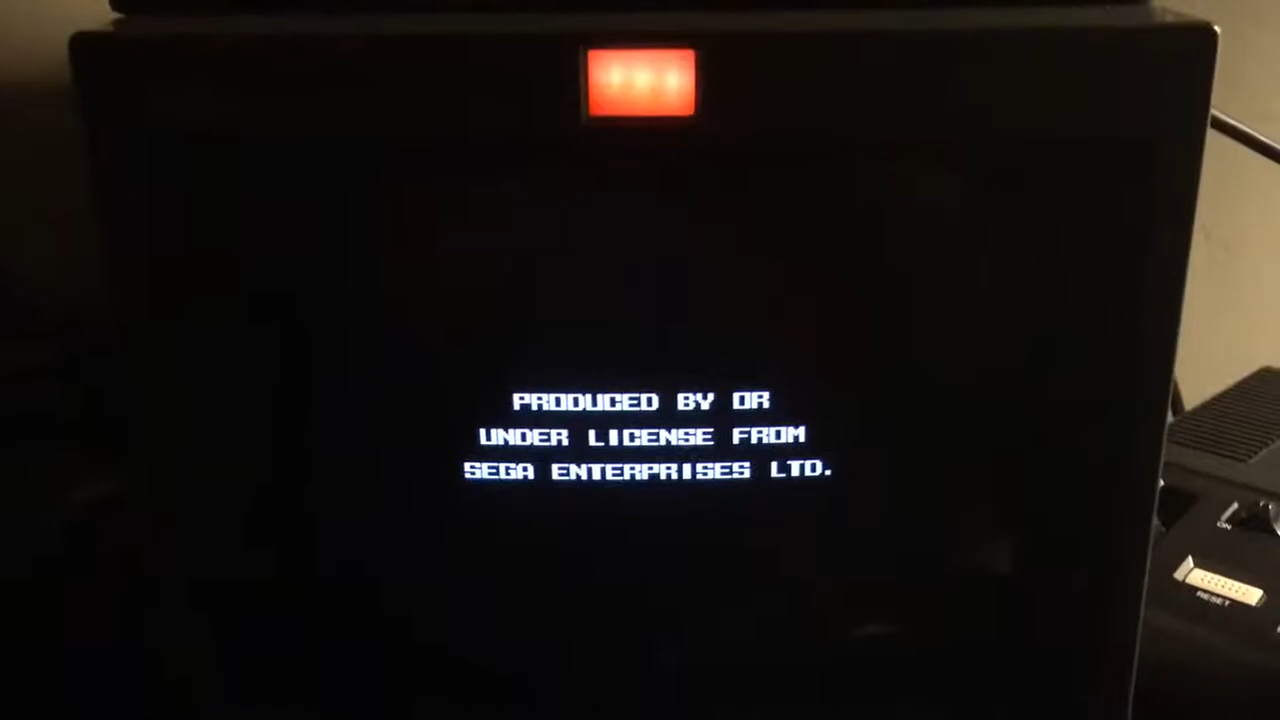 PRODUCED BY OR
UNDER LICENSE FROM
SEGA ENTERPRISES LTD.
ON
RESET